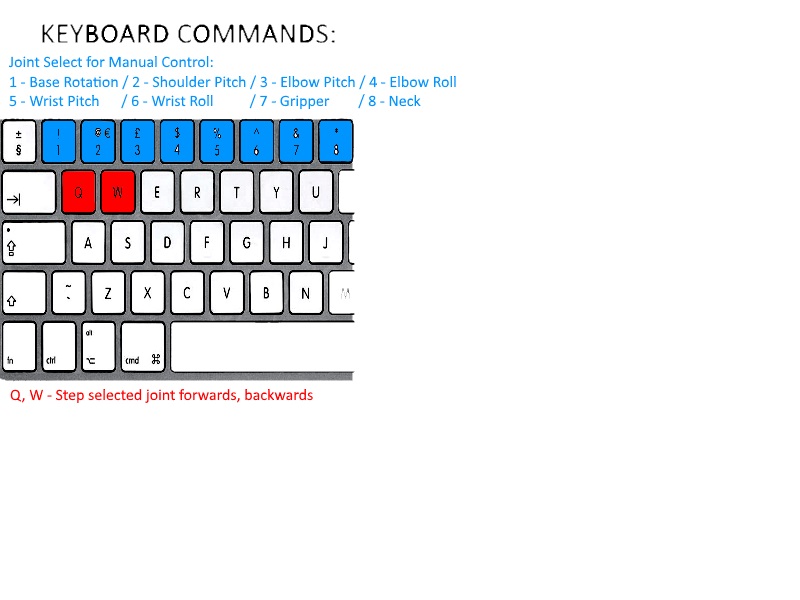 KEYBOARD COMMANDS:
Joint Select for Manual Control:
1 - Base Rotation / 2 - Shoulder Pitch / 3 - Elbow Pitch / 4 - Elbow Roll
5 - Wrist Pitch / 6 - Wrist Roll / 7 - Gripper / 8 - Neck
± ! @ € £ $ % ^ & *
§ 1 2 3 4 5 6 7 8
Q W E R T Y U
A S D F G H J
~ Z X C V B N M
` 
alt
fn ctrl ⌥ cmd ⌘
Q, W - Step selected joint forwards, backwards